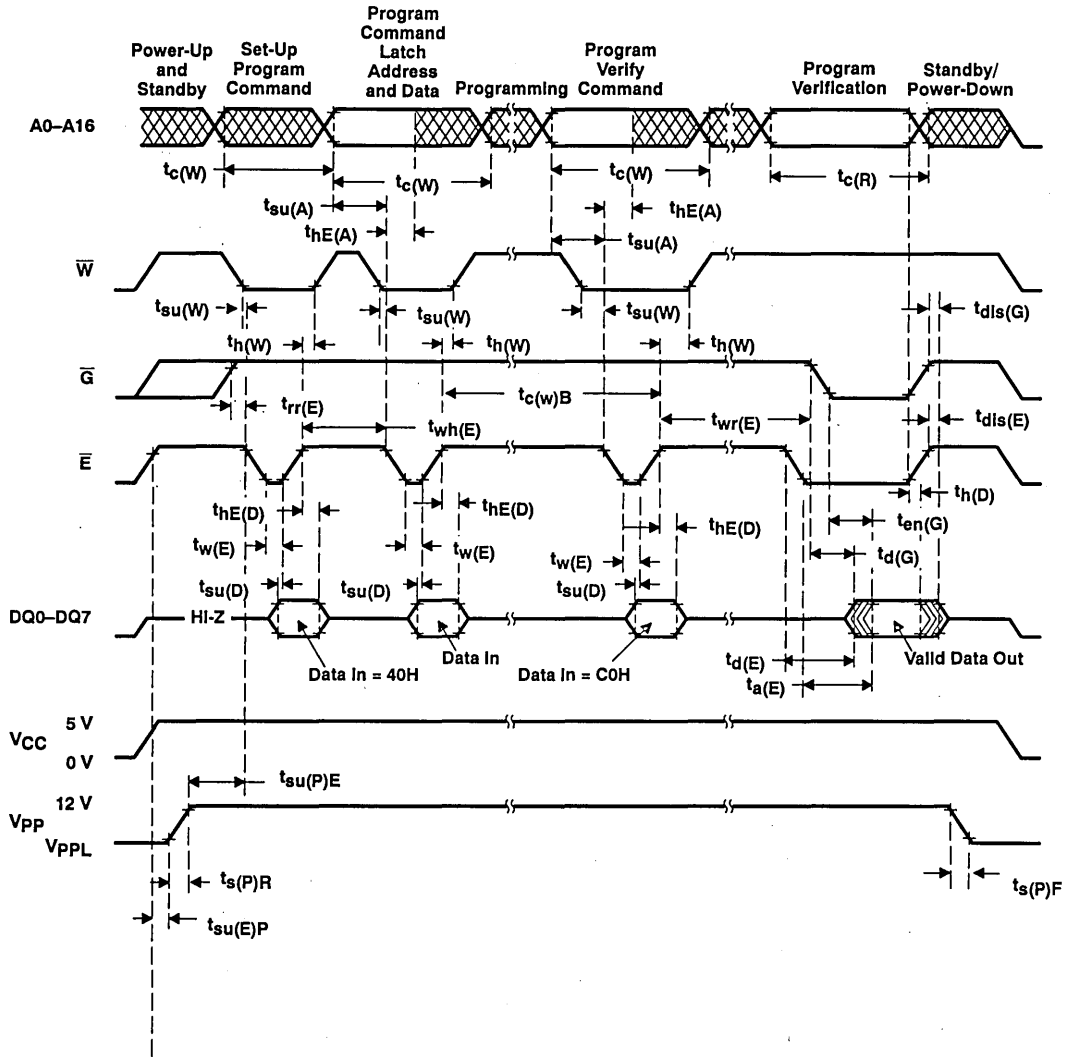 Power-Up
and
Standby
Set-Up
Program
Command
Program
Command
Latch
Address
and Data
Programming
Program
Verify
Command
Program
Verification
Standby/
Power-Down
A0–A16
tc(W)
tc(W)
tc(W)
tc(R)
tsu(A)
thE(A)
thE(A)
tsu(A)
W
tsu(W)
tsu(W)
tsu(W)
tdis(G)
th(W)
th(W)
th(W)
G
tc(w)B
trr(E)
twh(E)
twr(E)
tdis(E)
E
th(D)
thE(D)
thE(D)
thE(D)
ten(G)
tw(E)
tw(E)
tw(E)
td(G)
tsu(D)
tsu(D)
tsu(D)
DQ0–DQ7
HI-Z
Data In = 40H
Data In
Data In = C0H
Valid Data Out
td(E)
ta(E)
5 V
VCC
0 V
tsu(P)E
12 V
VPP
VPPL
ts(P)R
ts(P)F
tsu(E)P